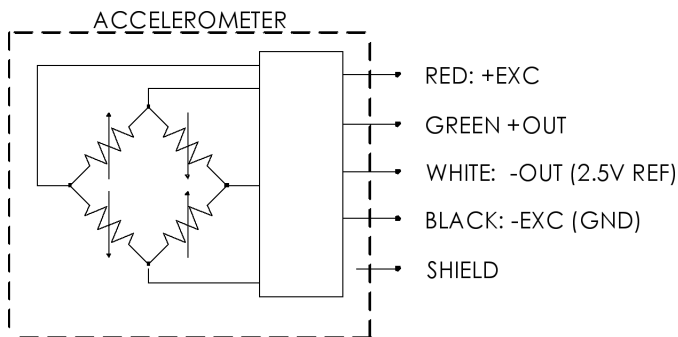 ACCELEROMETER
RED: +EXC
GREEN +OUT
WHITE: -OUT (2.5V REF)
BLACK: -EXC (GND)
SHIELD